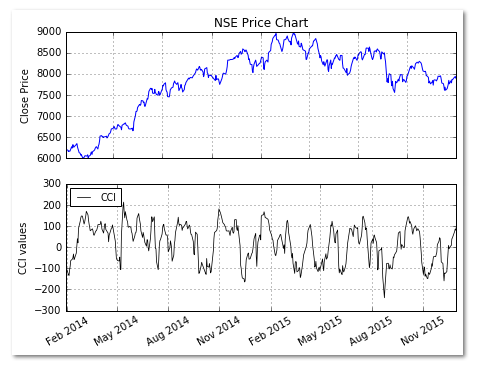 NSE Price Chart
9000
8500
8000
7500
7000
6500
6000
Close Price
300
200
100
0
−100
−200
−300
CCI values
CCI
Feb 2014
May 2014
Aug 2014
Nov 2014
Feb 2015
May 2015
Aug 2015
Nov 2015